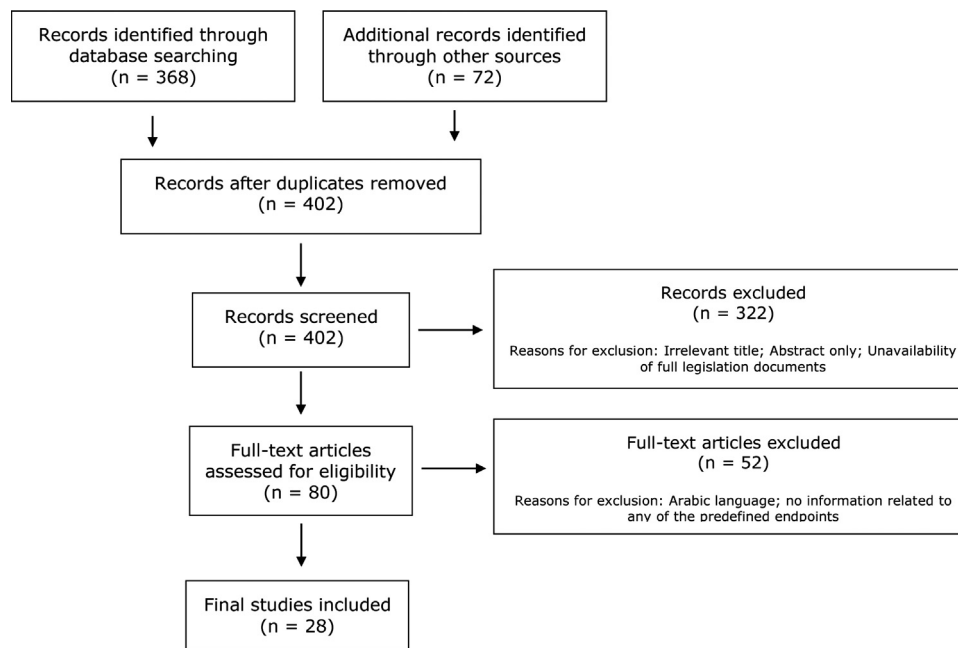 Records identified through
database searching
(n = 368)
Additional records identified
through other sources
(n = 72)
Records after duplicates removed
(n = 402)
Records screened
(n = 402)
Records excluded
(n = 322)
Reasons for exclusion: Irrelevant title; Abstract only; Unavailability
of full legislation documents
Full-text articles
assessed for eligibility
(n = 80)
Full-text articles excluded
(n = 52)
Reasons for exclusion: Arabic language; no information related to
any of the predefined endpoints
Final studies included
(n = 28)